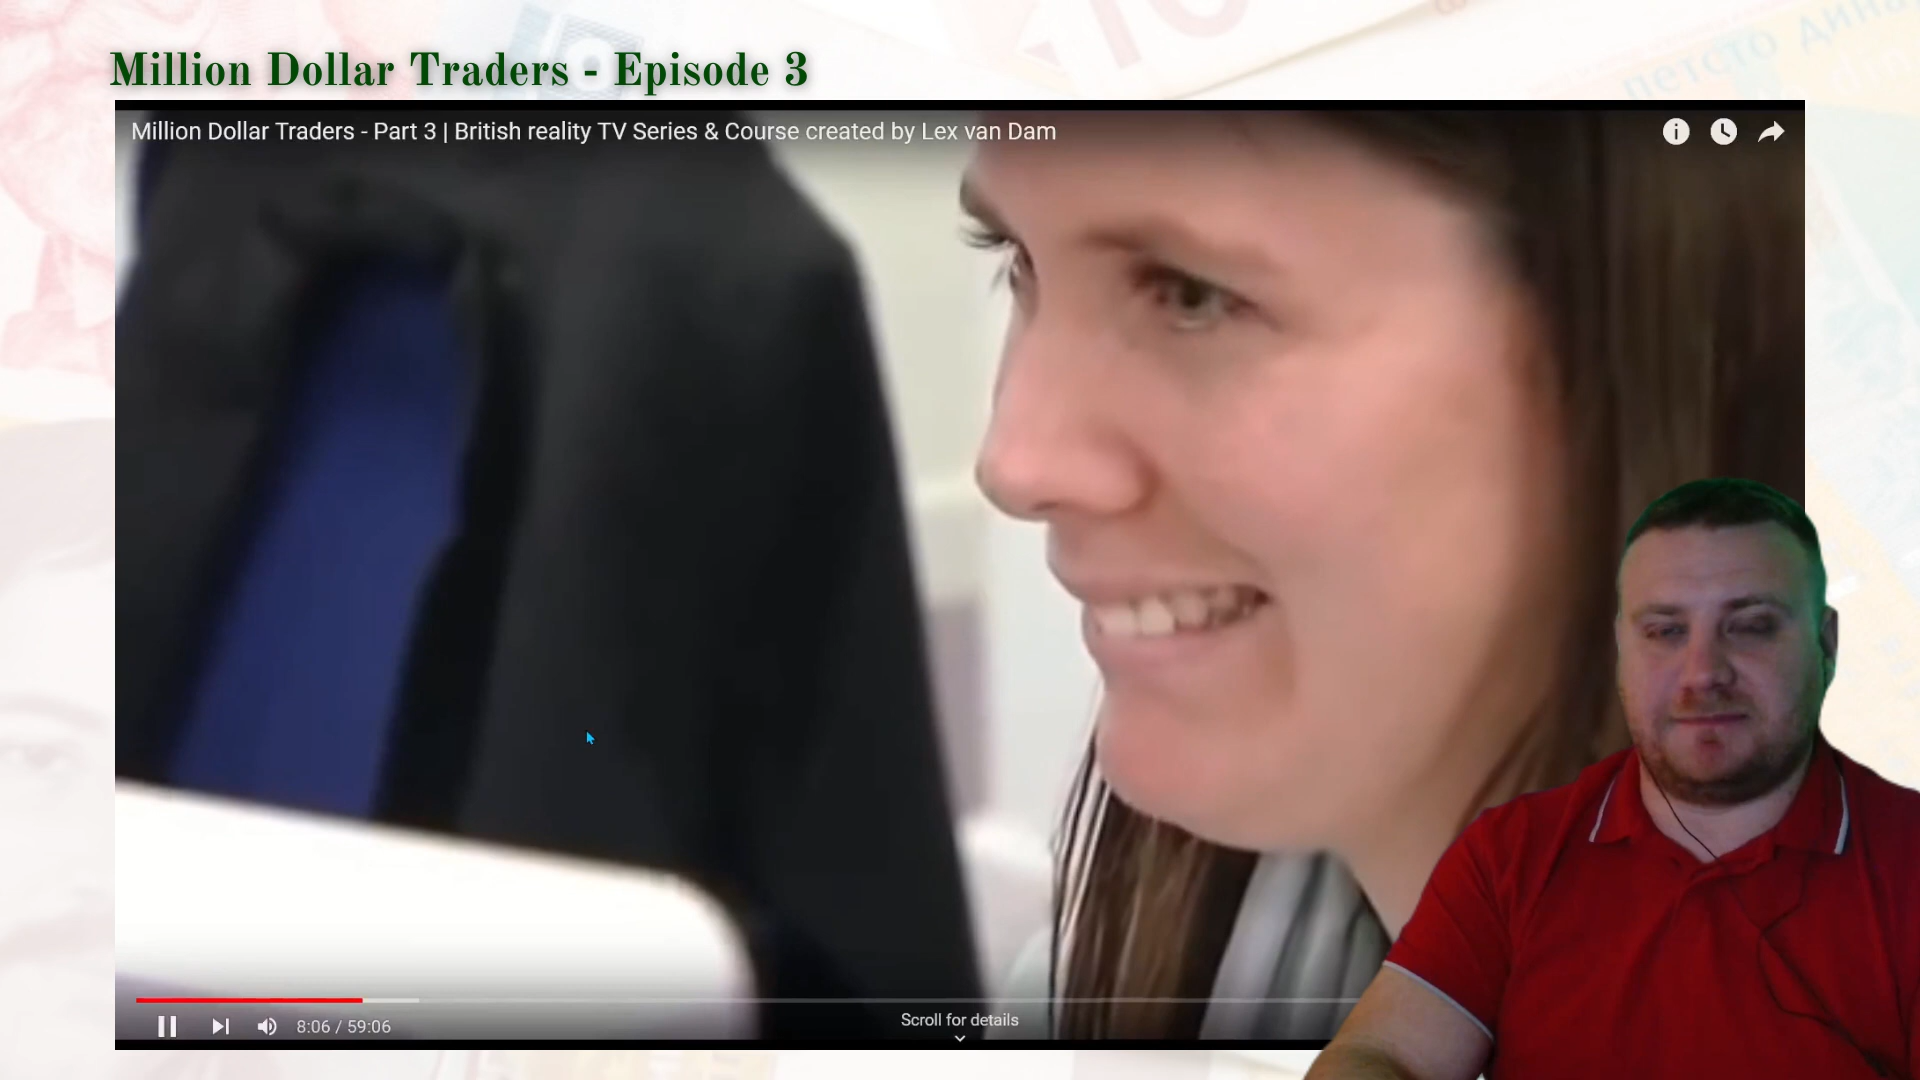 Million Dollar Traders - Episode 3
Million Dollar Traders - Part 3 | British reality TV Series & Course created by Lex van Dam
8:06 / 59:06
Scroll for details